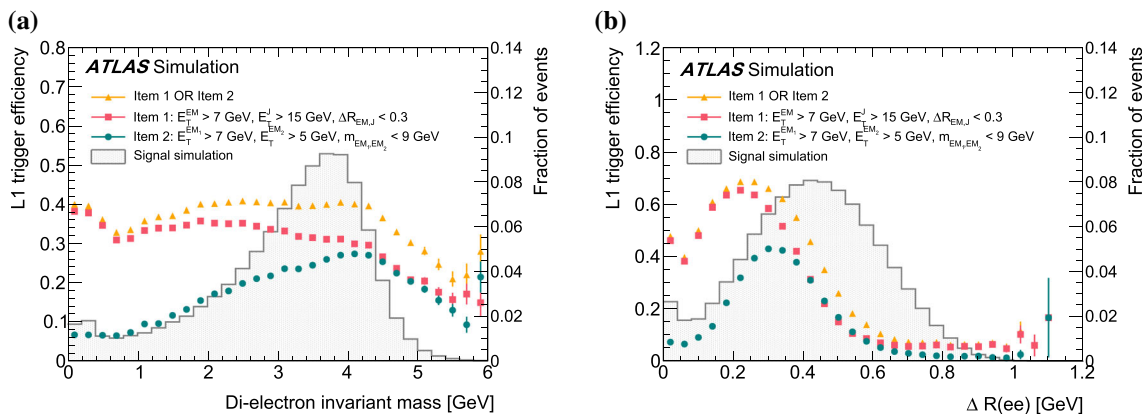 (a)
L1 trigger efficiency
0.8
0.7
0.6
0.5
0.4
0.3
0.2
0.1
0
ATLAS Simulation
Item 1 OR Item 2
Item 1: E_T^EM > 7 GeV, E_T^J > 15 GeV, ΔR_EM,J < 0.3
Item 2: E_T^EM₁ > 7 GeV, E_T^EM₂ > 5 GeV, m_EM₁,EM₂ < 9 GeV
Signal simulation
0.14
0.12
0.1
0.08
0.06
0.04
0.02
0
Fraction of events
0 1 2 3 4 5 6
Di-electron invariant mass [GeV]
(b)
L1 trigger efficiency
1.2
1
0.8
0.6
0.4
0.2
0
ATLAS Simulation
Item 1 OR Item 2
Item 1: E_T^EM > 7 GeV, E_T^J > 15 GeV, ΔR_EM,J < 0.3
Item 2: E_T^EM₁ > 7 GeV, E_T^EM₂ > 5 GeV, m_EM₁,EM₂ < 9 GeV
Signal simulation
0.14
0.12
0.1
0.08
0.06
0.04
0.02
0
Fraction of events
0 0.2 0.4 0.6 0.8 1 1.2
Δ R(ee) [GeV]